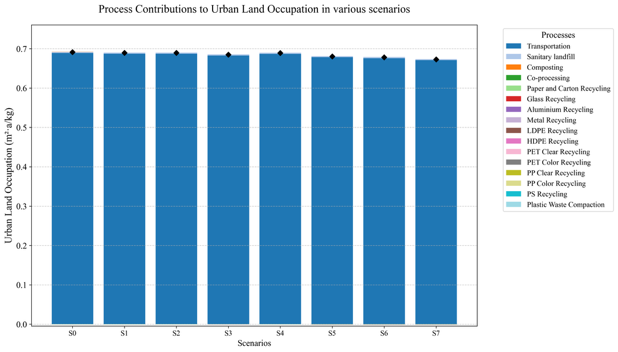 Process Contributions to Urban Land Occupation in various scenarios
Urban Land Occupation (m²·a/kg)
0.7
0.6
0.5
0.4
0.3
0.2
0.1
0.0
S0 S1 S2 S3 S4 S5 S6 S7
Scenarios
Processes
Transportation
Sanitary landfill
Composting
Co-processing
Paper and Carton Recycling
Glass Recycling
Aluminium Recycling
Metal Recycling
LDPE Recycling
HDPE Recycling
PET Clear Recycling
PET Color Recycling
PP Clear Recycling
PP Color Recycling
PS Recycling
Plastic Waste Compaction